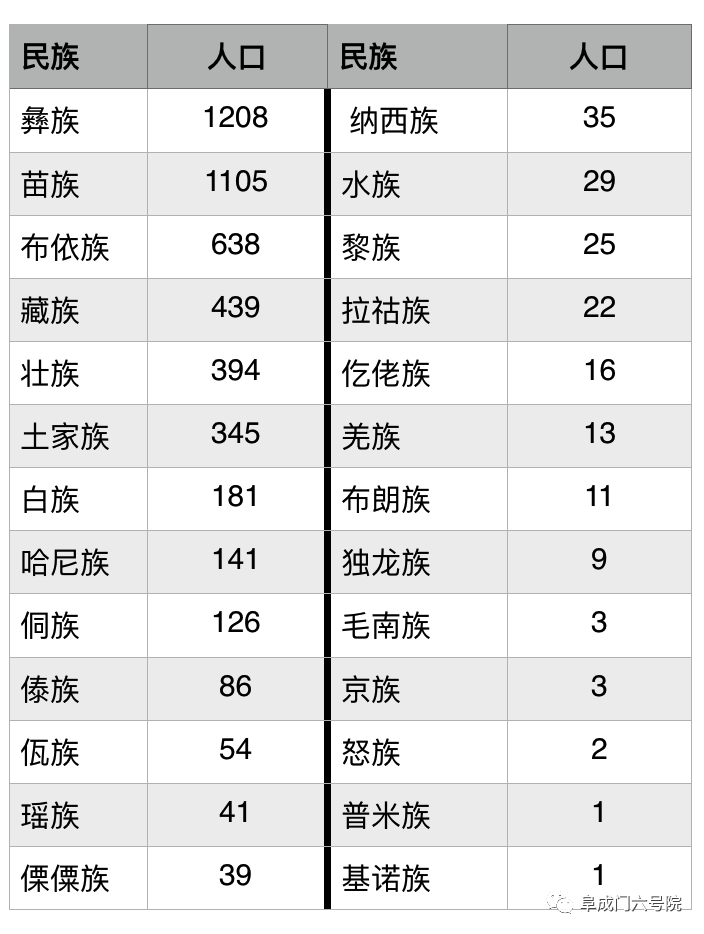 民族 人口 民族 人口
彝族 1208 纳西族 35
苗族 1105 水族 29
布依族 638 黎族 25
藏族 439 拉祜族 22
壮族 394 仡佬族 16
土家族 345 羌族 13
白族 181 布朗族 11
哈尼族 141 独龙族 9
侗族 126 毛南族 3
傣族 86 京族 3
佤族 54 怒族 2
瑶族 41 普米族 1
傈僳族 39 基诺族 1
阜成门六号院